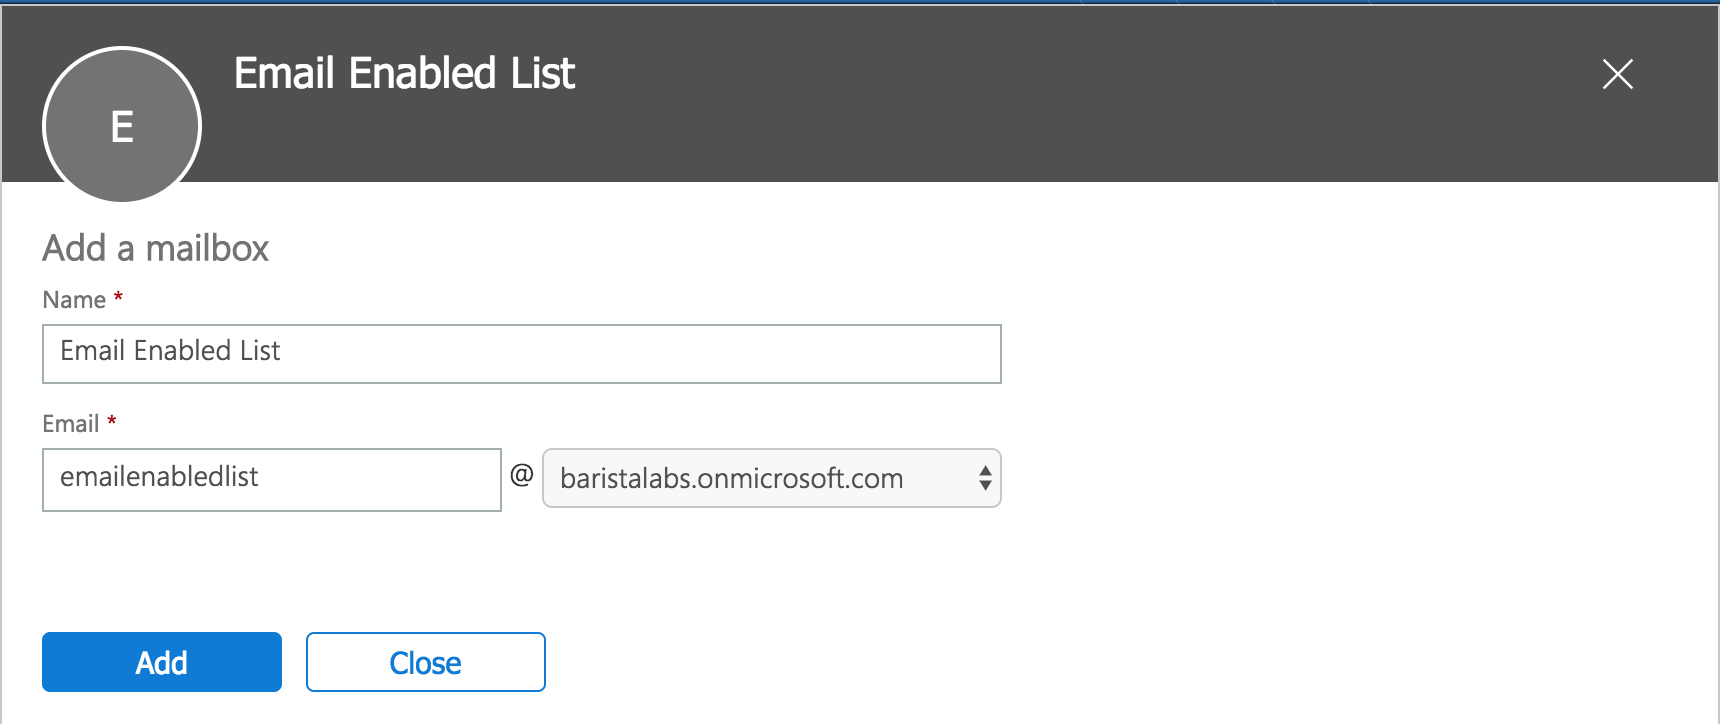 E
Email Enabled List
Add a mailbox
Name *
Email Enabled List
Email *
emailenabledlist @ baristalabs.onmicrosoft.com
Add Close